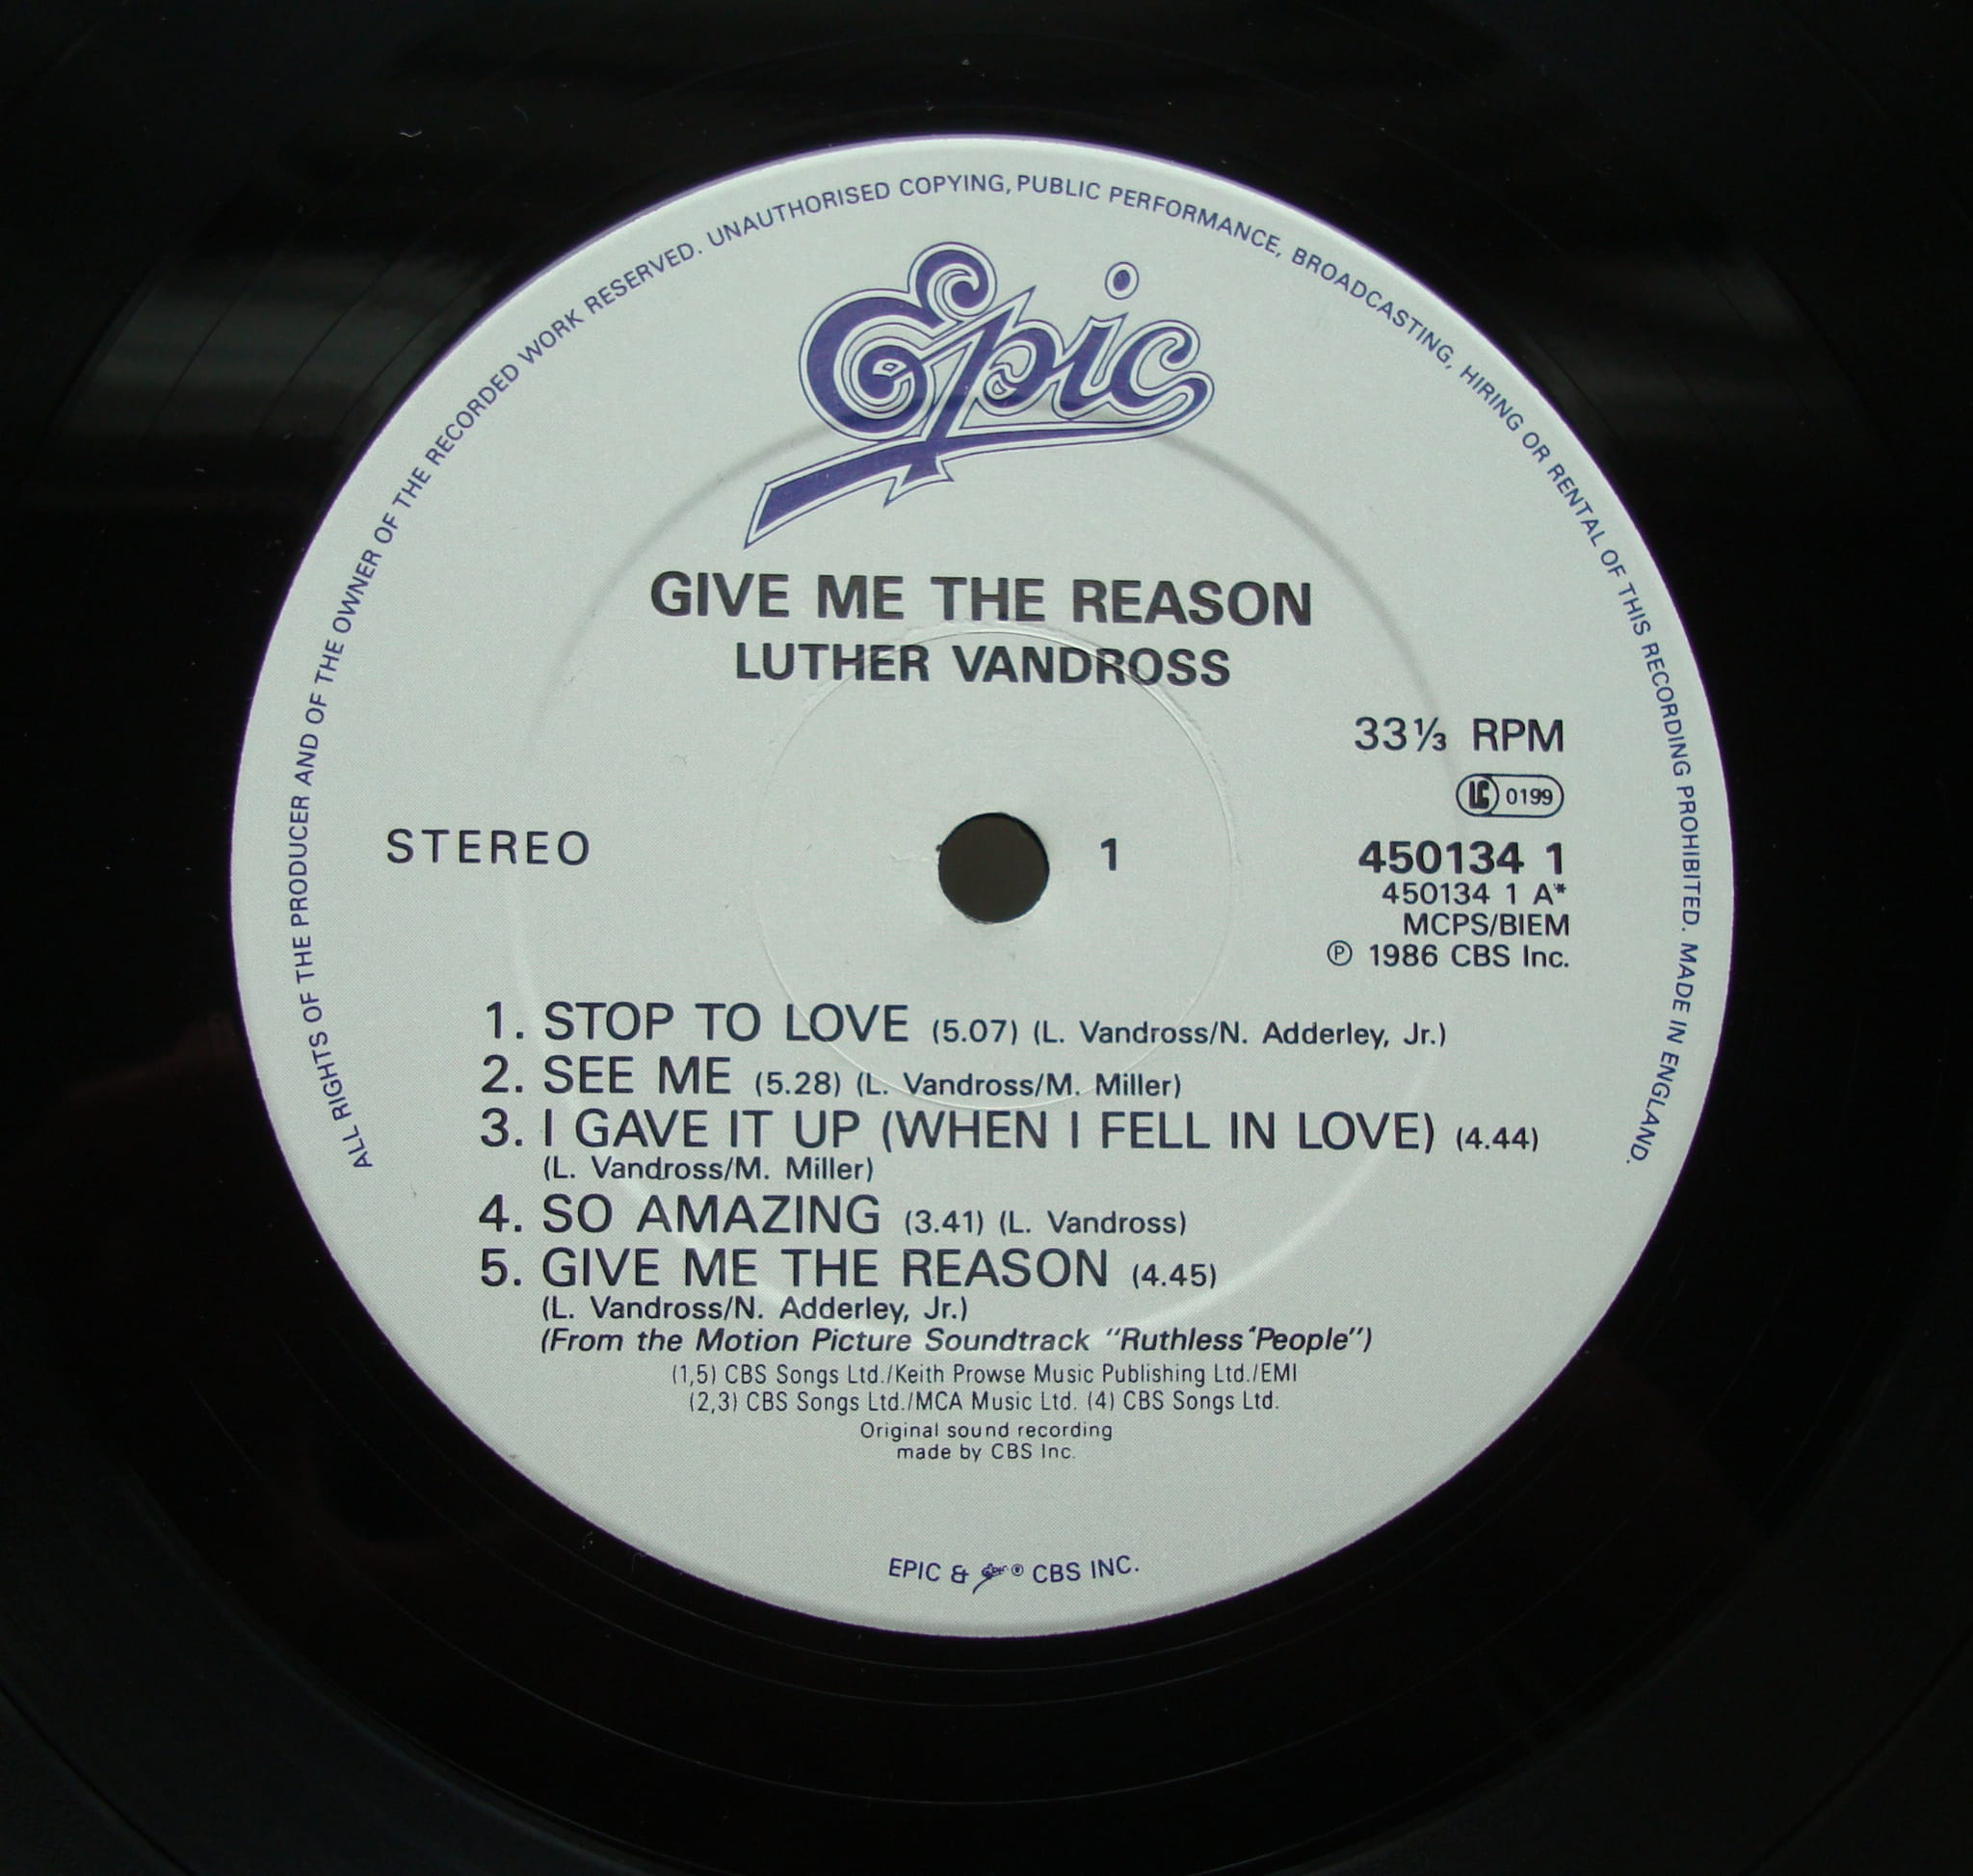 ALL RIGHTS OF THE PRODUCER AND OF THE OWNER OF THE RECORDED WORK RESERVED. UNAUTHORISED COPYING, PUBLIC PERFORMANCE, BROADCASTING, HIRING OR RENTAL OF THIS RECORDING PROHIBITED. MADE IN ENGLAND.
Epic
GIVE ME THE REASON
LUTHER VANDROSS
33⅓ RPM
LC 0199
STEREO
1
450134 1
450134 1 A*
MCPS/BIEM
℗ 1986 CBS Inc.
1. STOP TO LOVE (5.07) (L. Vandross/N. Adderley, Jr.)
2. SEE ME (5.28) (L. Vandross/M. Miller)
3. I GAVE IT UP (WHEN I FELL IN LOVE) (4.44)
(L. Vandross/M. Miller)
4. SO AMAZING (3.41) (L. Vandross)
5. GIVE ME THE REASON (4.45)
(L. Vandross/N. Adderley, Jr.)
(From the Motion Picture Soundtrack "Ruthless 'People")
(1,5) CBS Songs Ltd./Keith Prowse Music Publishing Ltd./EMI
(2,3) CBS Songs Ltd./MCA Music Ltd. (4) CBS Songs Ltd.
Original sound recording
made by CBS Inc.
EPIC & Epic ® CBS INC.